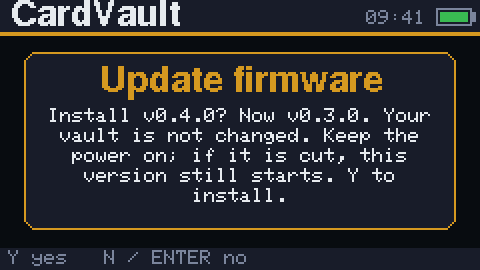 CardVault 09:41
Update firmware
Install v0.4.0? Now v0.3.0. Your
vault is not changed. Keep the
power on; if it is cut, this
version still starts. Y to
install.
Y yes N / ENTER no